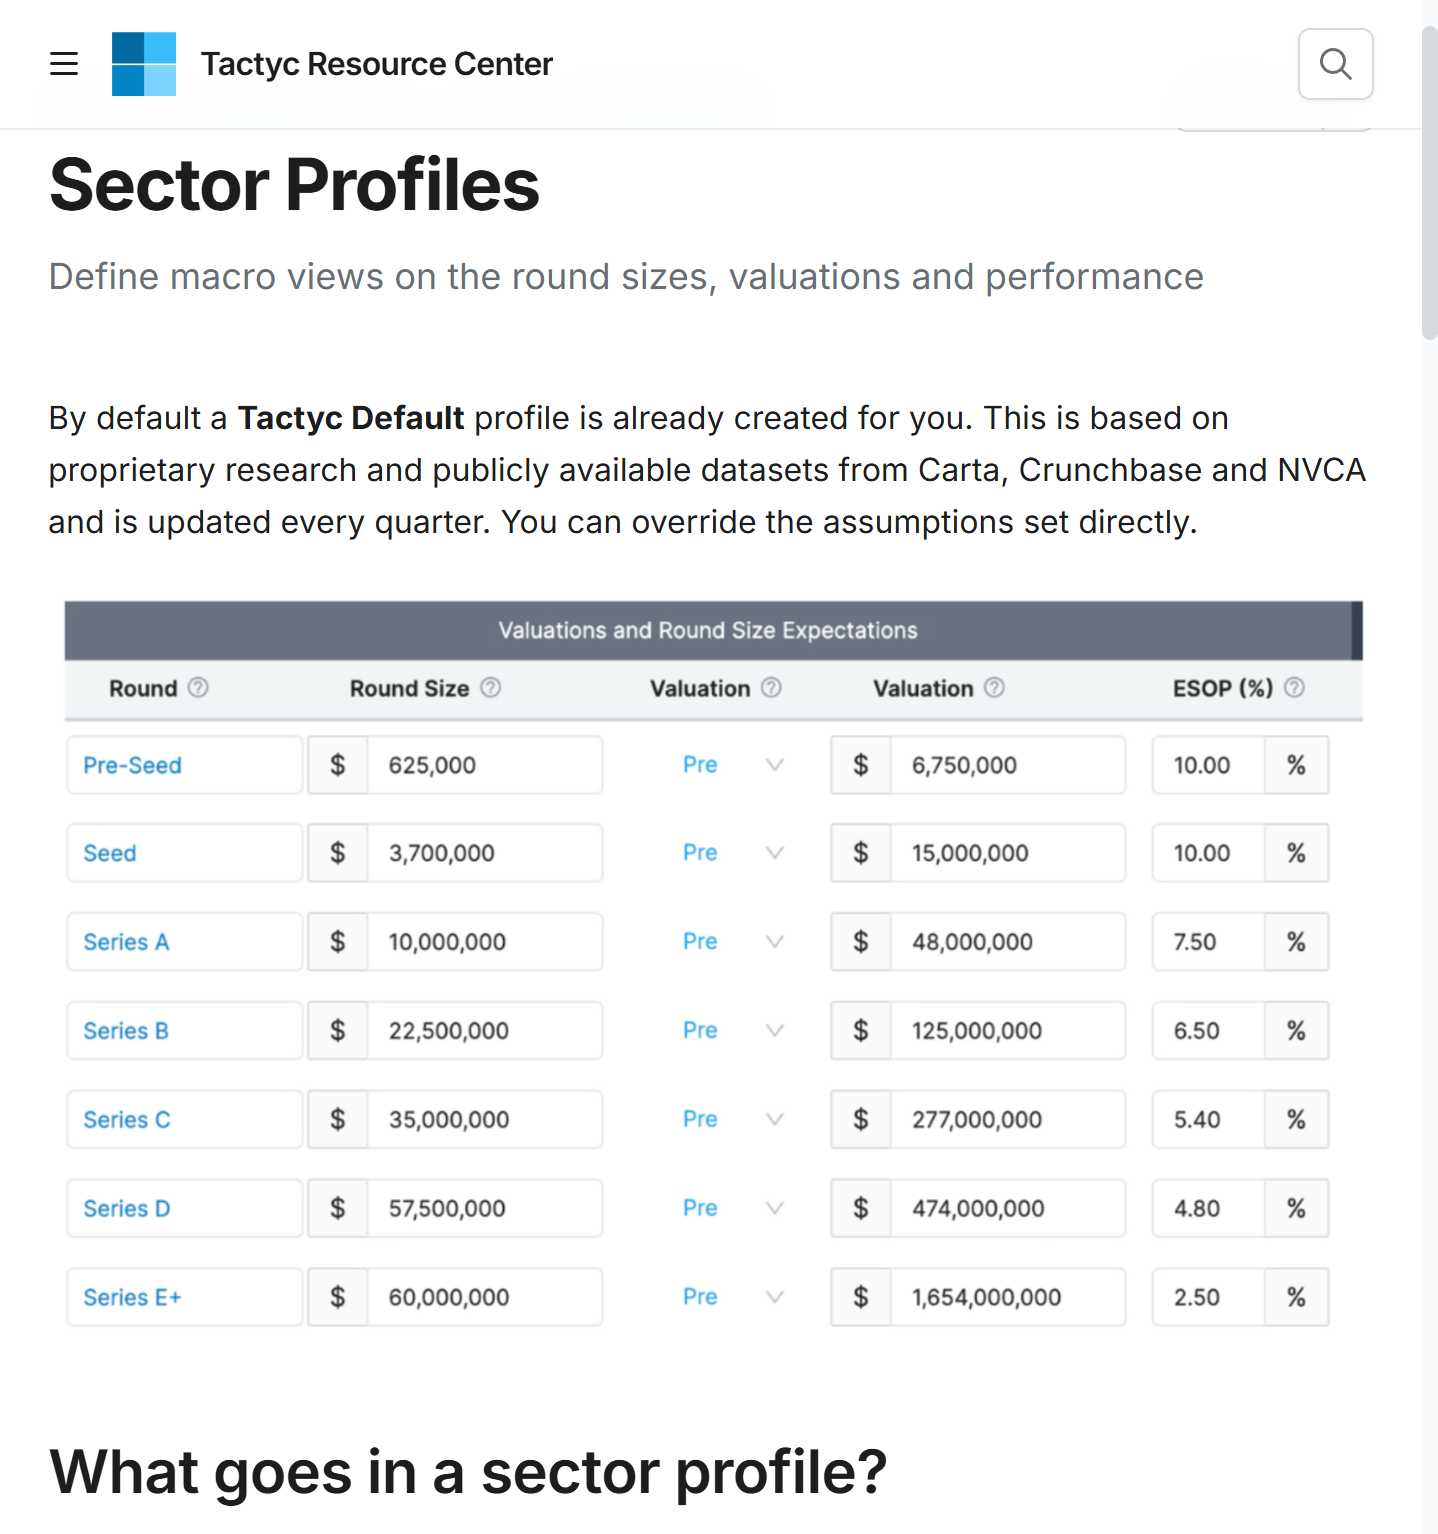 Tactyc Resource Center
Sector Profiles
Define macro views on the round sizes, valuations and performance
By default a Tactyc Default profile is already created for you. This is based on
proprietary research and publicly available datasets from Carta, Crunchbase and NVCA
and is updated every quarter. You can override the assumptions set directly.
Valuations and Round Size Expectations
Round ? Round Size ? Valuation ? Valuation ? ESOP (%) ?
Pre-Seed $ 625,000 Pre $ 6,750,000 10.00 %
Seed $ 3,700,000 Pre $ 15,000,000 10.00 %
Series A $ 10,000,000 Pre $ 48,000,000 7.50 %
Series B $ 22,500,000 Pre $ 125,000,000 6.50 %
Series C $ 35,000,000 Pre $ 277,000,000 5.40 %
Series D $ 57,500,000 Pre $ 474,000,000 4.80 %
Series E+ $ 60,000,000 Pre $ 1,654,000,000 2.50 %
What goes in a sector profile?